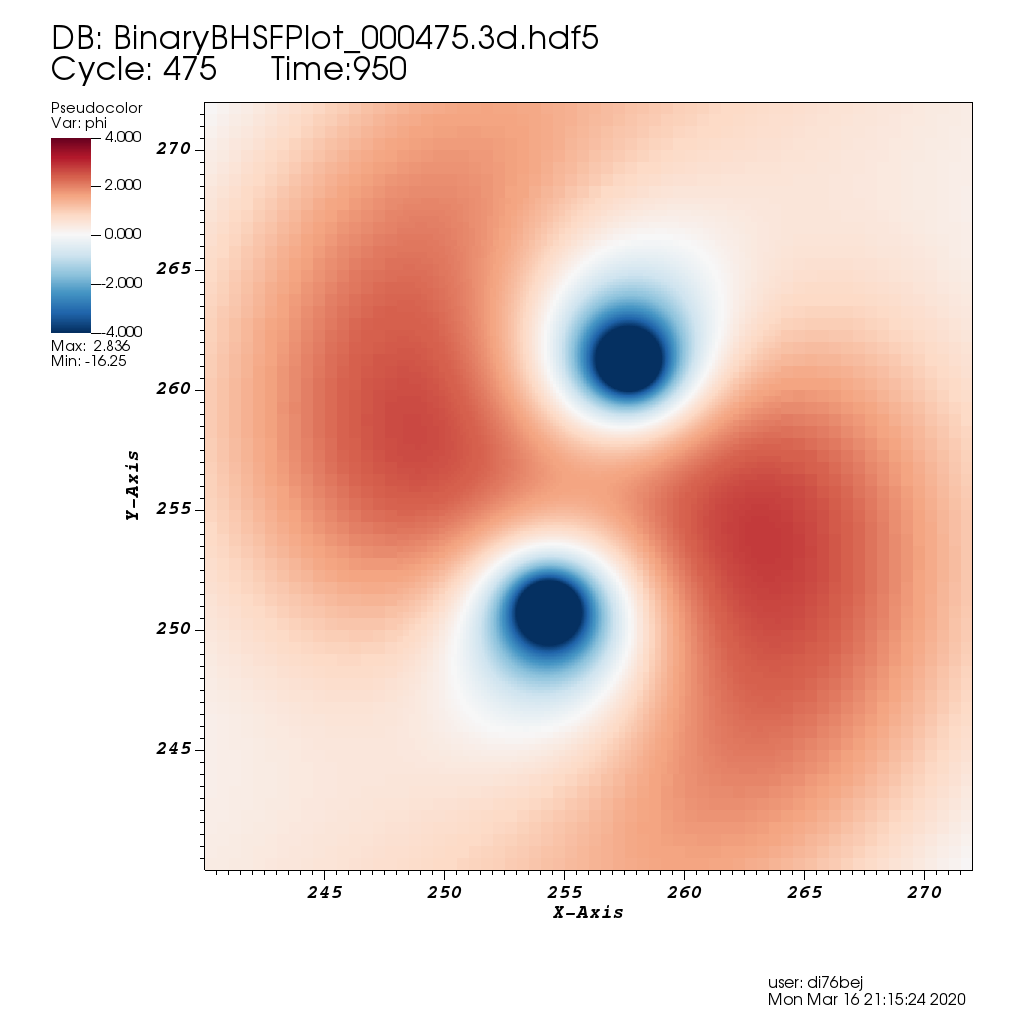 DB: BinaryBHSFPlot_000475.3d.hdf5
Cycle: 475 Time:950
Pseudocolor
Var: phi
4.000
2.000
0.000
-2.000
-4.000
Max: 2.836
Min: -16.25
270
265
260
255
250
245
Y-Axis
245 250 255 260 265 270
X-Axis
user: di76bej
Mon Mar 16 21:15:24 2020